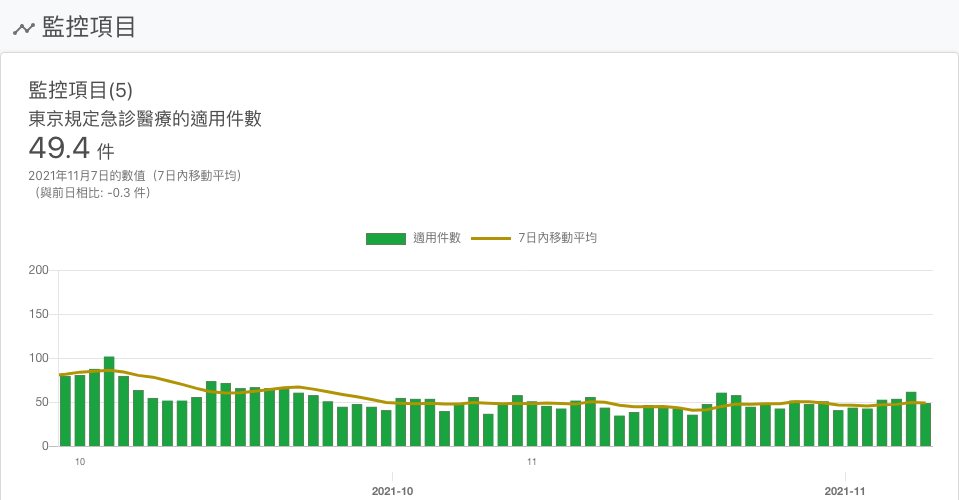 監控項目
監控項目(5)
東京規定急診醫療的適用件數
49.4 件
2021年11月7日的數值（7日內移動平均）
（與前日相比: -0.3 件）
適用件數 7日內移動平均
200
150
100
50
0
10 11
2021-10 2021-11